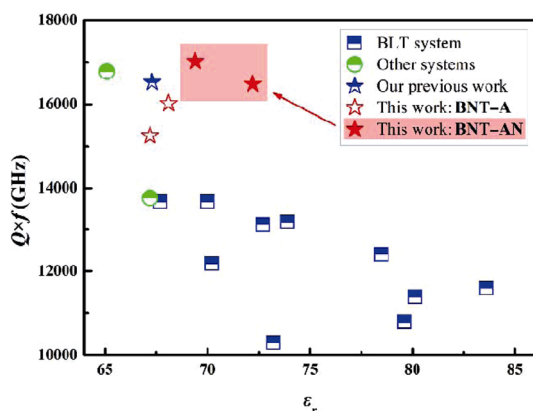 18000
16000
14000
12000
10000
Q×f (GHz)
BLT system
Other systems
Our previous work
This work: BNT−A
This work: BNT−AN
65 70 75 80 85
εr